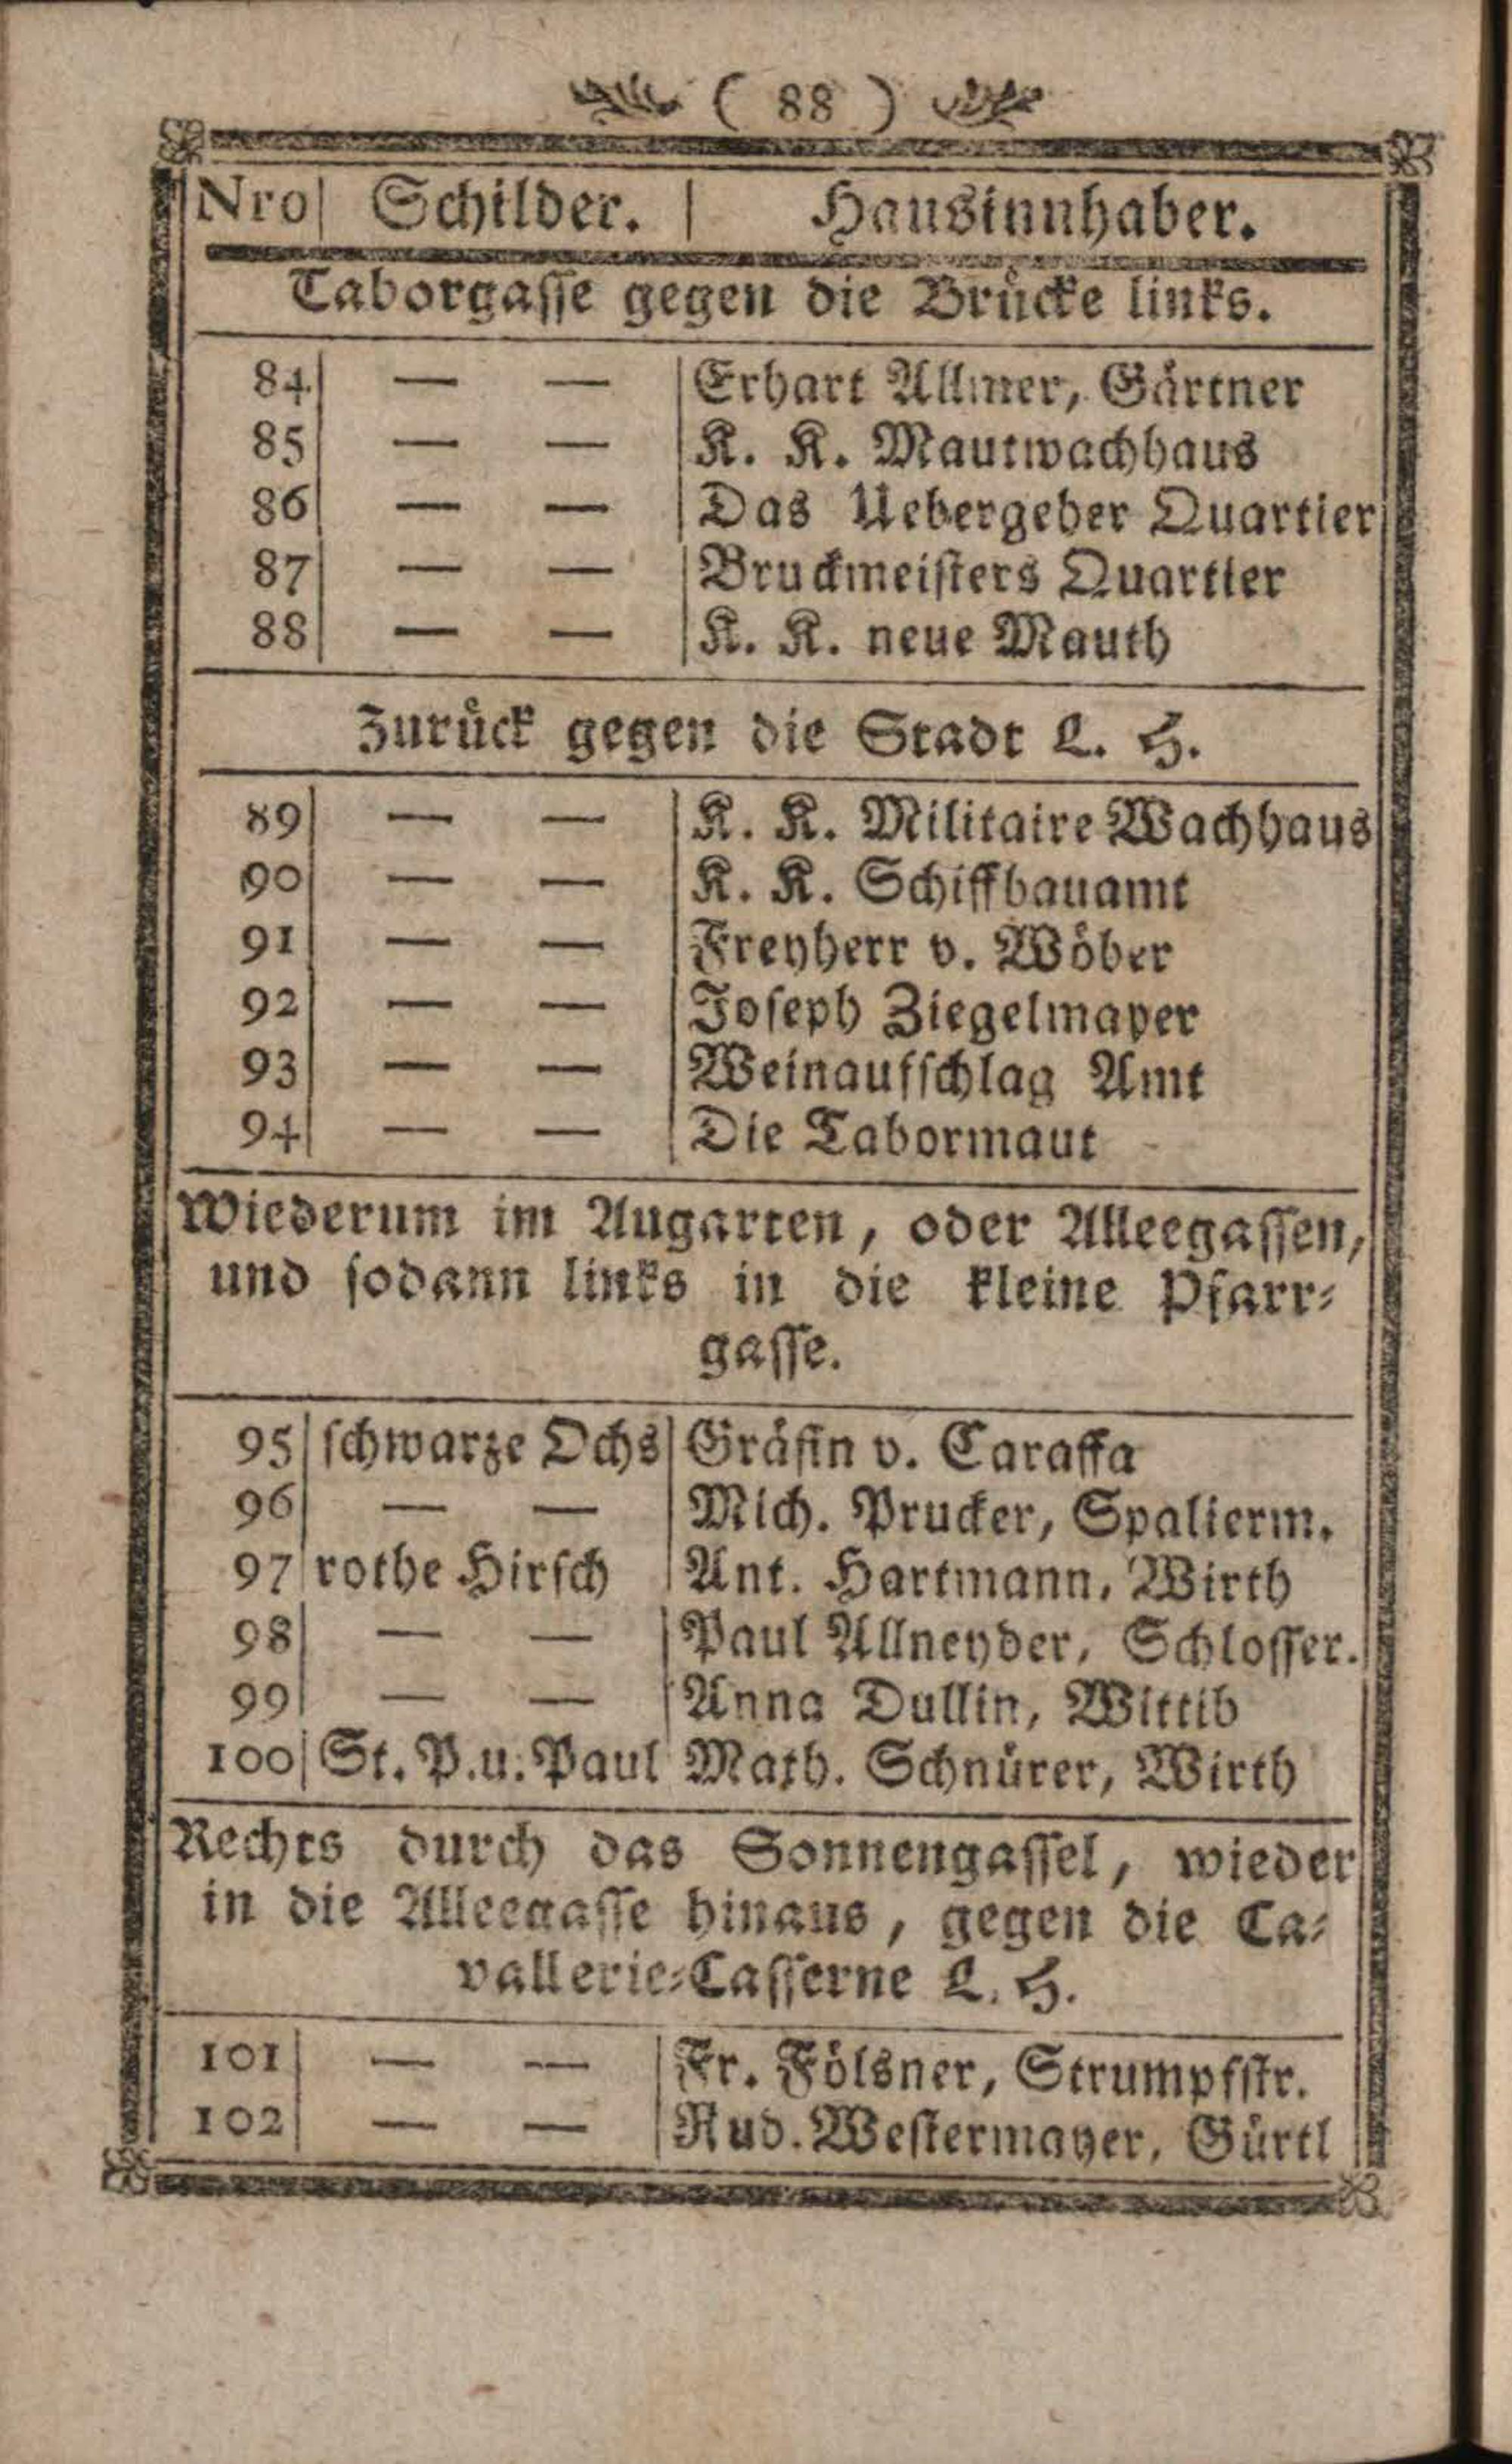 ( 88 )
Nro Schilder. Hausinnhaber.
Taborgasse gegen die Brücke links.
84 — — Erhart Allmer, Gärtner
85 — — K. K. Mautwachhaus
86 — — Das Uebergeher Quartier
87 — — Bruckmeisters Quartier
88 — — K. K. neue Mauth
Zurück gegen die Stadt L. H.
89 — — K. K. Militaire Wachhaus
90 — — K. K. Schiffbauamt
91 — — Freyherr v. Wöber
92 — — Joseph Ziegelmayer
93 — — Weinaufschlag Amt
94 — — Die Tabormaut
Wiederum im Augarten, oder Alleegassen,
und sodann links in die kleine Pfarr-
gasse.
95 schwarze Ochs Gräfin v. Caraffa
96 — — Mich. Prucker, Spalierm.
97 rothe Hirsch Ant. Hartmann, Wirth
98 — — Paul Allneyder, Schlosser.
99 — — Anna Dullin, Wittib
100 St. P. u. Paul Math. Schnürer, Wirth
Rechts durch das Sonnengassel, wieder
in die Alleegasse hinaus, gegen die Ca-
vallerie-Casserne L. H.
101 — — Fr. Fölsner, Strumpfstr.
102 — — Rud. Westermayer, Gürtl